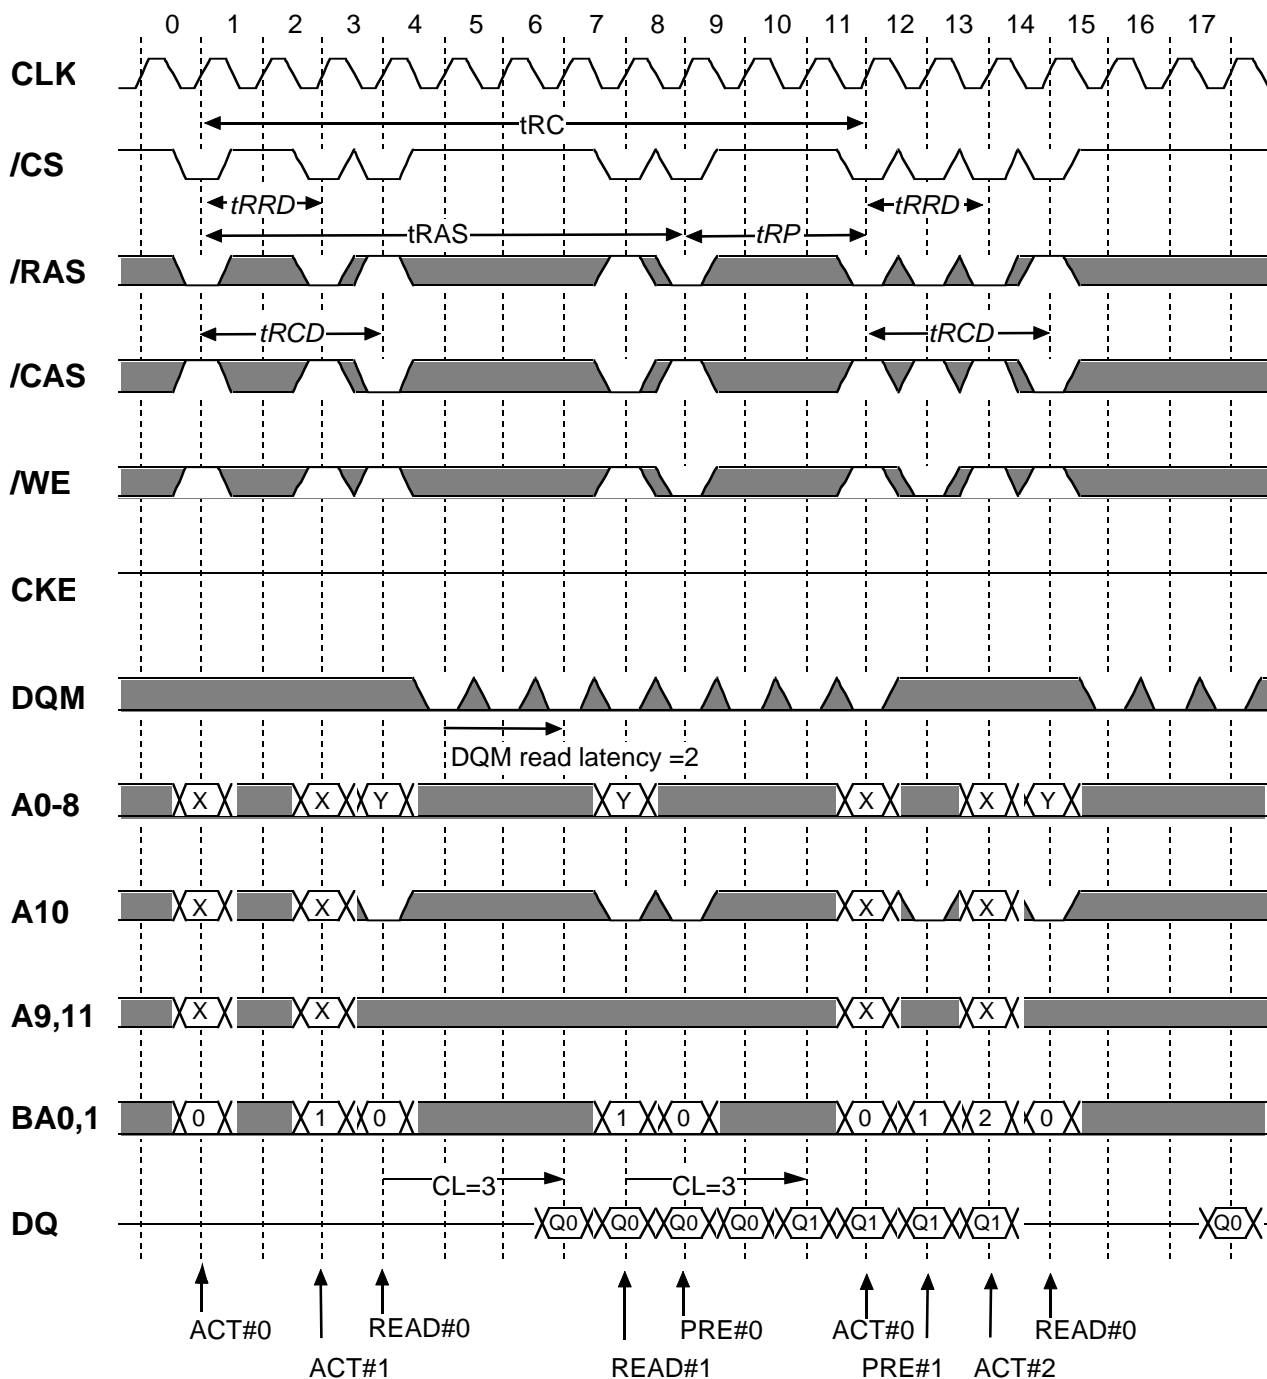 0 1 2 3 4 5 6 7 8 9 10 11 12 13 14 15 16 17
CLK
tRC
/CS
tRRD tRRD
tRAS tRP
/RAS
tRCD tRCD
/CAS
/WE
CKE
DQM
DQM read latency =2
A0-8 X X Y Y X X Y
A10 X X X X
A9,11 X X X X
BA0,1 0 1 0 1 0 0 1 2 0
CL=3 CL=3
DQ Q0 Q0 Q0 Q0 Q1 Q1 Q1 Q1 Q0
ACT#0 READ#0 PRE#0 ACT#0 READ#0
ACT#1 READ#1 PRE#1 ACT#2